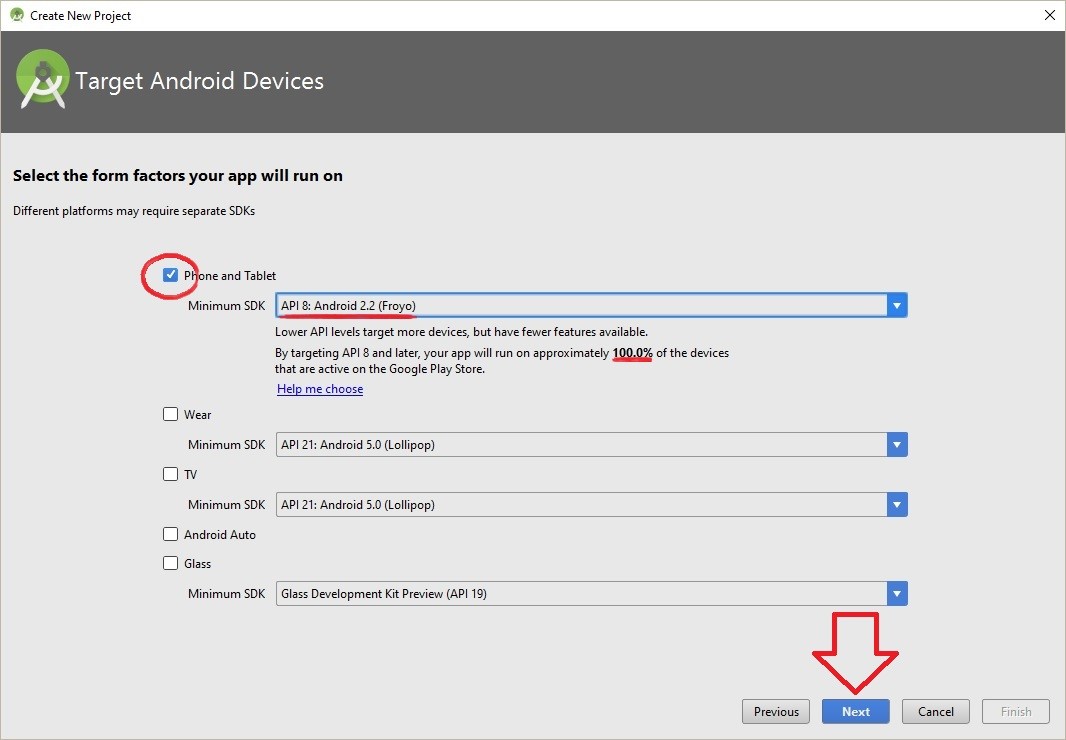 Create New Project
Target Android Devices
Select the form factors your app will run on
Different platforms may require separate SDKs
Phone and Tablet
Minimum SDK API 8: Android 2.2 (Froyo)
Lower API levels target more devices, but have fewer features available.
By targeting API 8 and later, your app will run on approximately 100.0% of the devices
that are active on the Google Play Store.
Help me choose
Wear
Minimum SDK API 21: Android 5.0 (Lollipop)
TV
Minimum SDK API 21: Android 5.0 (Lollipop)
Android Auto
Glass
Minimum SDK Glass Development Kit Preview (API 19)
Previous Next Cancel Finish